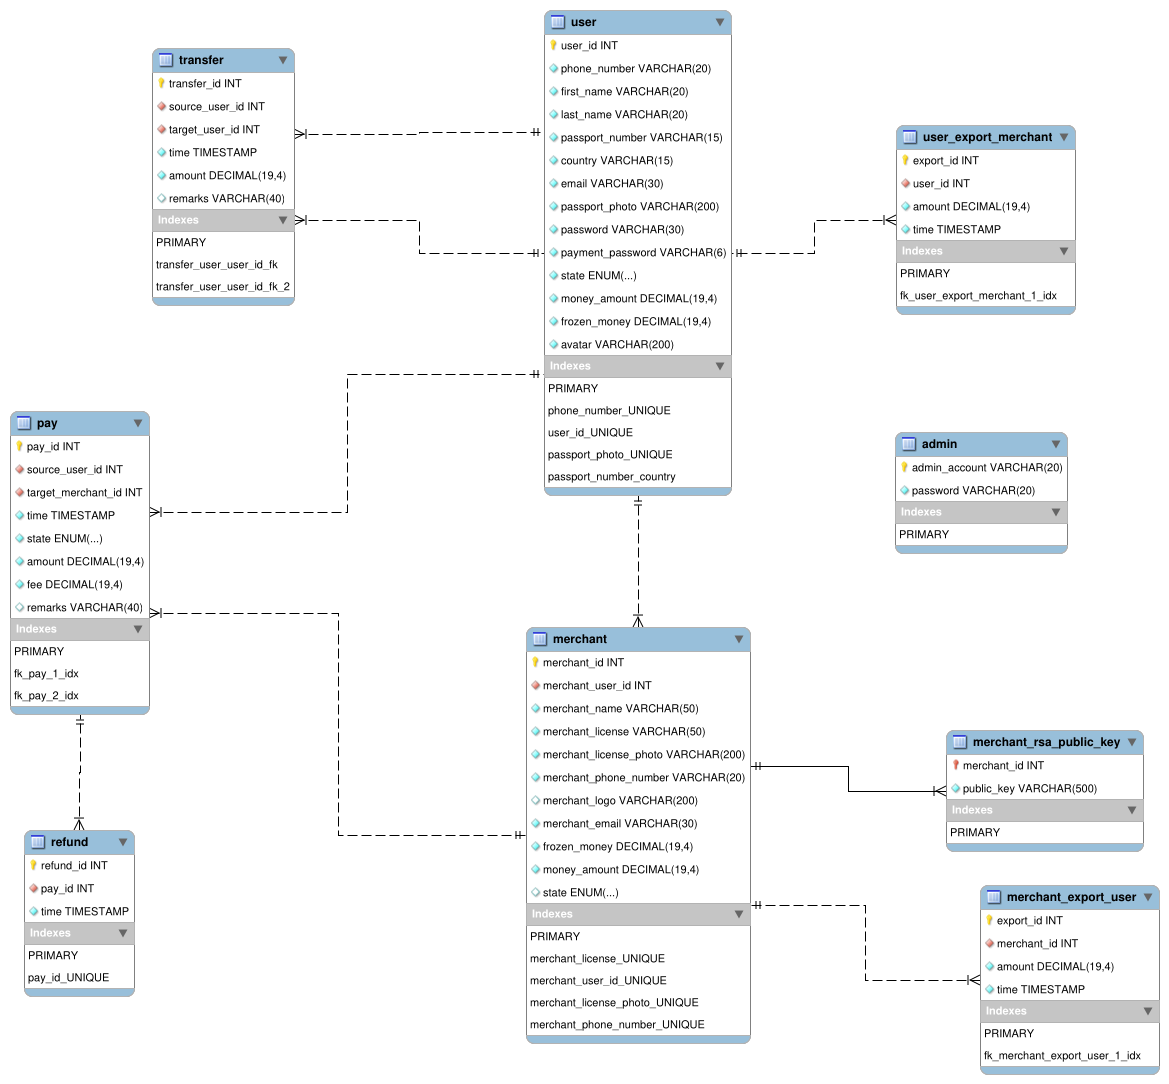 user
user_id INT
phone_number VARCHAR(20)
first_name VARCHAR(20)
last_name VARCHAR(20)
passport_number VARCHAR(15)
country VARCHAR(15)
email VARCHAR(30)
passport_photo VARCHAR(200)
password VARCHAR(30)
payment_password VARCHAR(6)
state ENUM(...)
money_amount DECIMAL(19,4)
frozen_money DECIMAL(19,4)
avatar VARCHAR(200)
Indexes
PRIMARY
phone_number_UNIQUE
user_id_UNIQUE
passport_photo_UNIQUE
passport_number_country
transfer
transfer_id INT
source_user_id INT
target_user_id INT
time TIMESTAMP
amount DECIMAL(19,4)
remarks VARCHAR(40)
Indexes
PRIMARY
transfer_user_user_id_fk
transfer_user_user_id_fk_2
user_export_merchant
export_id INT
user_id INT
amount DECIMAL(19,4)
time TIMESTAMP
Indexes
PRIMARY
fk_user_export_merchant_1_idx
pay
pay_id INT
source_user_id INT
target_merchant_id INT
time TIMESTAMP
state ENUM(...)
amount DECIMAL(19,4)
fee DECIMAL(19,4)
remarks VARCHAR(40)
Indexes
PRIMARY
fk_pay_1_idx
fk_pay_2_idx
admin
admin_account VARCHAR(20)
password VARCHAR(20)
Indexes
PRIMARY
merchant
merchant_id INT
merchant_user_id INT
merchant_name VARCHAR(50)
merchant_license VARCHAR(50)
merchant_license_photo VARCHAR(200)
merchant_phone_number VARCHAR(20)
merchant_logo VARCHAR(200)
merchant_email VARCHAR(30)
frozen_money DECIMAL(19,4)
money_amount DECIMAL(19,4)
state ENUM(...)
Indexes
PRIMARY
merchant_license_UNIQUE
merchant_user_id_UNIQUE
merchant_license_photo_UNIQUE
merchant_phone_number_UNIQUE
merchant_rsa_public_key
merchant_id INT
public_key VARCHAR(500)
Indexes
PRIMARY
refund
refund_id INT
pay_id INT
time TIMESTAMP
Indexes
PRIMARY
pay_id_UNIQUE
merchant_export_user
export_id INT
merchant_id INT
amount DECIMAL(19,4)
time TIMESTAMP
Indexes
PRIMARY
fk_merchant_export_user_1_idx